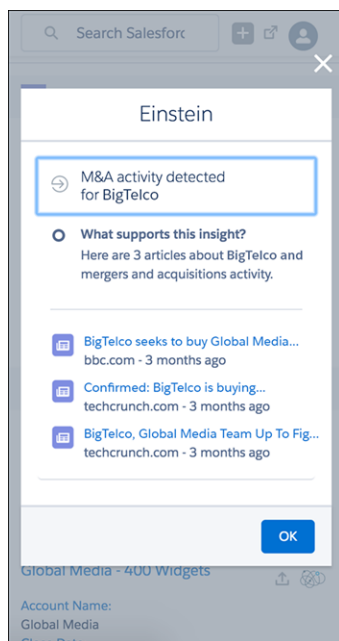 Search Salesforc
Einstein
M&A activity detected
for BigTelco
What supports this insight?
Here are 3 articles about BigTelco and
mergers and acquisitions activity.
BigTelco seeks to buy Global Media...
bbc.com - 3 months ago
Confirmed: BigTelco is buying...
techcrunch.com - 3 months ago
BigTelco, Global Media Team Up To Fig...
techcrunch.com - 3 months ago
OK
Global Media - 400 Widgets
Account Name:
Global Media
Close Date